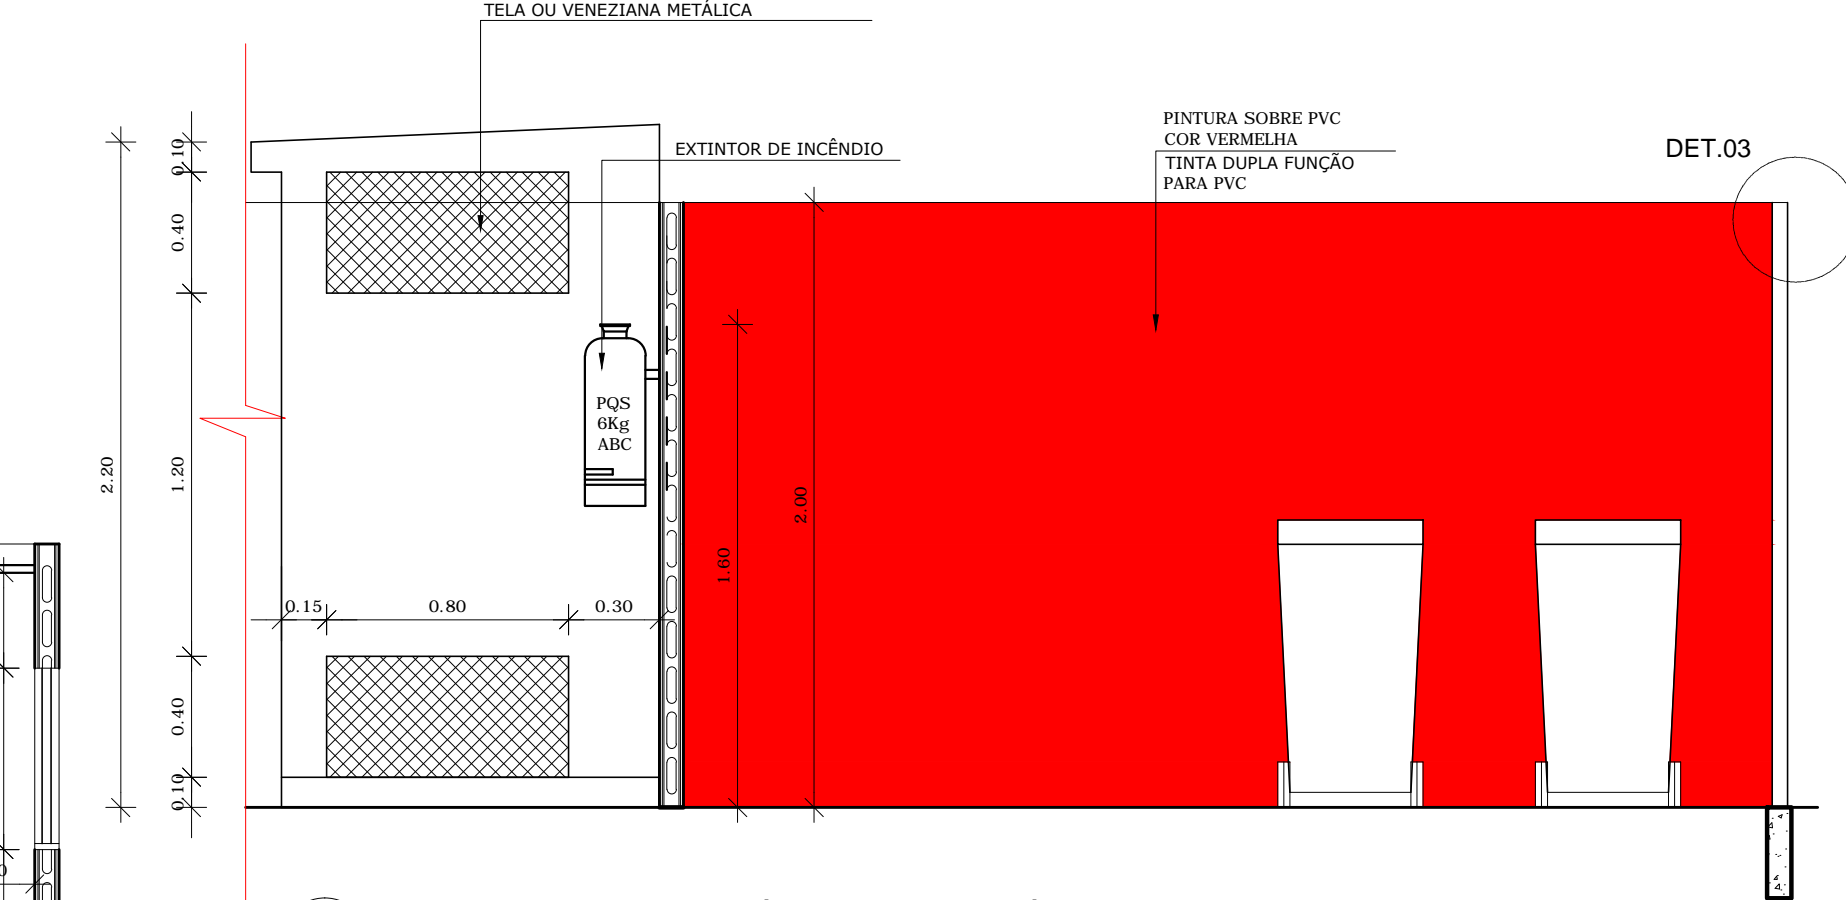 TELA OU VENEZIANA METÁLICA
PINTURA SOBRE PVC
COR VERMELHA
TINTA DUPLA FUNÇÃO
PARA PVC
EXTINTOR DE INCÊNDIO
DET.03
0.10
0.40
1.20
2.20
0.40
0.10
PQS
6Kg
ABC
2.00
1.60
0.15
0.80
0.30